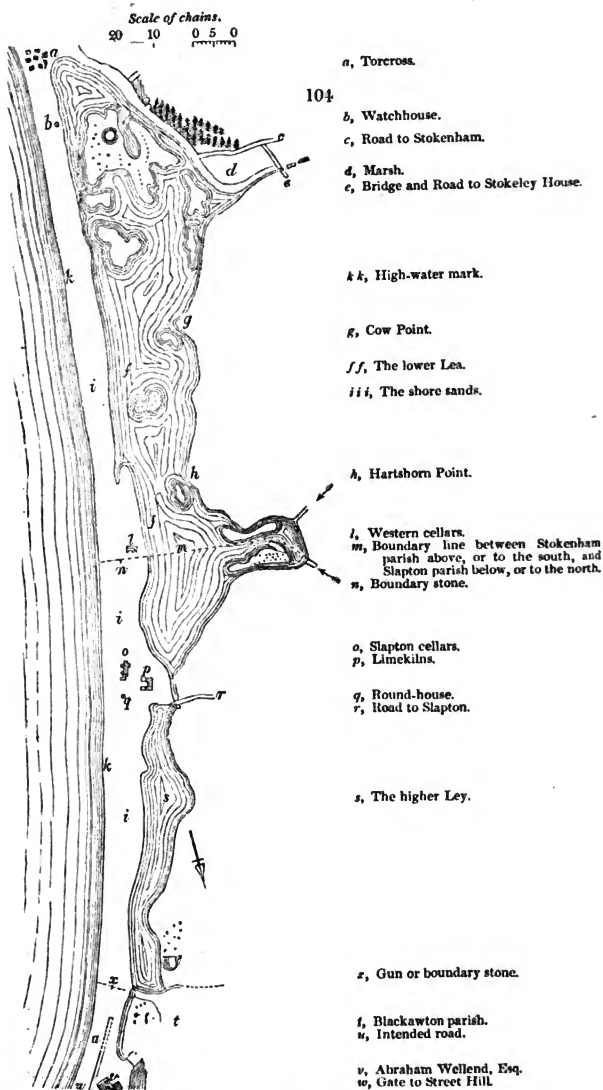 Scale of chains.
20 10 0 5 0
104
a
b
c
d
e
k
g
f
i
h
f
l
m
n
i
o
p
q
r
k
s
i
x
t
u
w
a, Torcross.
b, Watchhouse.
c, Road to Stokenham.
d, Marsh.
e, Bridge and Road to Stokeley House.
k k, High-water mark.
g, Cow Point.
f f, The lower Lea.
i i i, The shore sands.
h, Hartshorn Point.
l, Western cellars.
m, Boundary line between Stokenham
parish above, or to the south, and
Slapton parish below, or to the north.
n, Boundary stone.
o, Slapton cellars.
p, Limekilns.
q, Round-house.
r, Road to Slapton.
s, The higher Ley.
x, Gun or boundary stone.
t, Blackawton parish.
u, Intended road.
v, Abraham Wellend, Esq.
w, Gate to Street Hill.